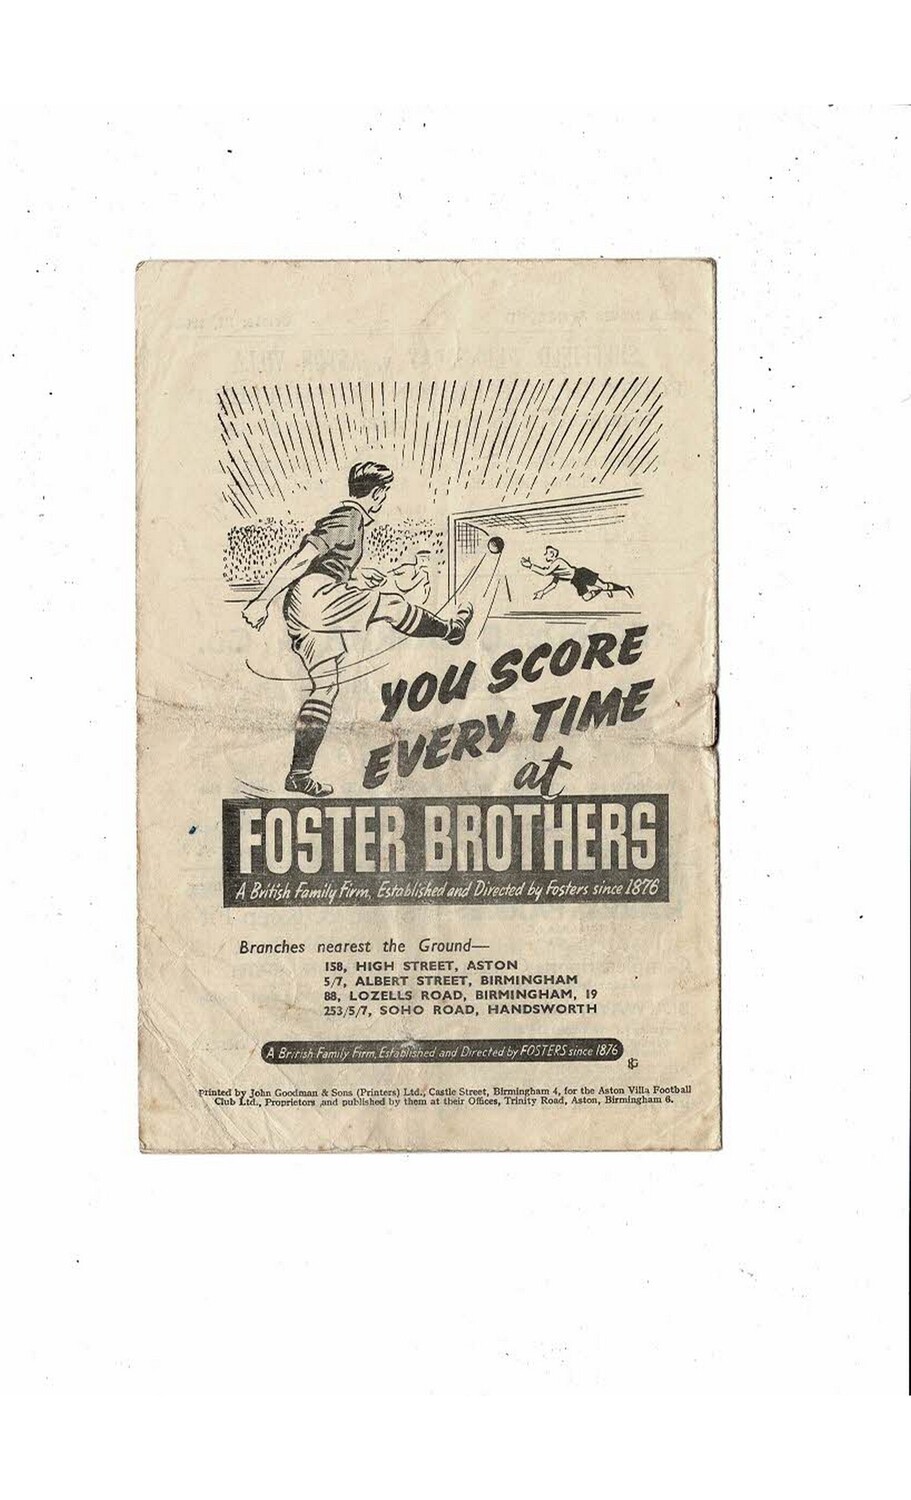 YOU SCORE
EVERY TIME
at
FOSTER BROTHERS
A British Family Firm, Established and Directed by Fosters since 1876
Branches nearest the Ground—
158, HIGH STREET, ASTON
5/7, ALBERT STREET, BIRMINGHAM
88, LOZELLS ROAD, BIRMINGHAM, 19
253/5/7, SOHO ROAD, HANDSWORTH
A British Family Firm, Established and Directed by FOSTERS since 1876
Printed by John Goodman & Sons (Printers) Ltd., Castle Street, Birmingham 4, for the Aston Villa Football
Club Ltd., Proprietors and published by them at their Offices, Trinity Road, Aston, Birmingham 6.